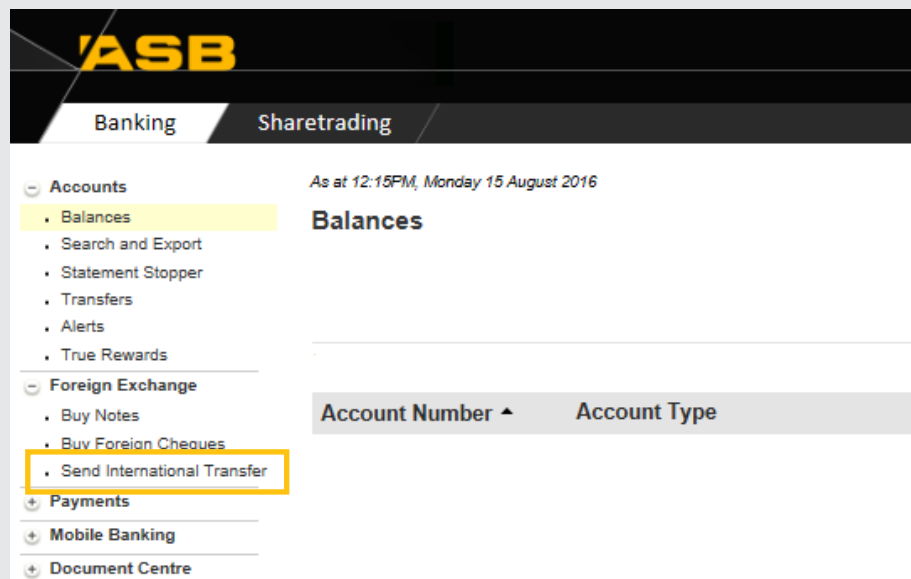 ASB
Banking
Sharetrading
Accounts
Balances
Search and Export
Statement Stopper
Transfers
Alerts
True Rewards
Foreign Exchange
Buy Notes
Buy Foreign Cheques
Send International Transfer
Payments
Mobile Banking
Document Centre
As at 12:15PM, Monday 15 August 2016
Balances
Account Number Account Type